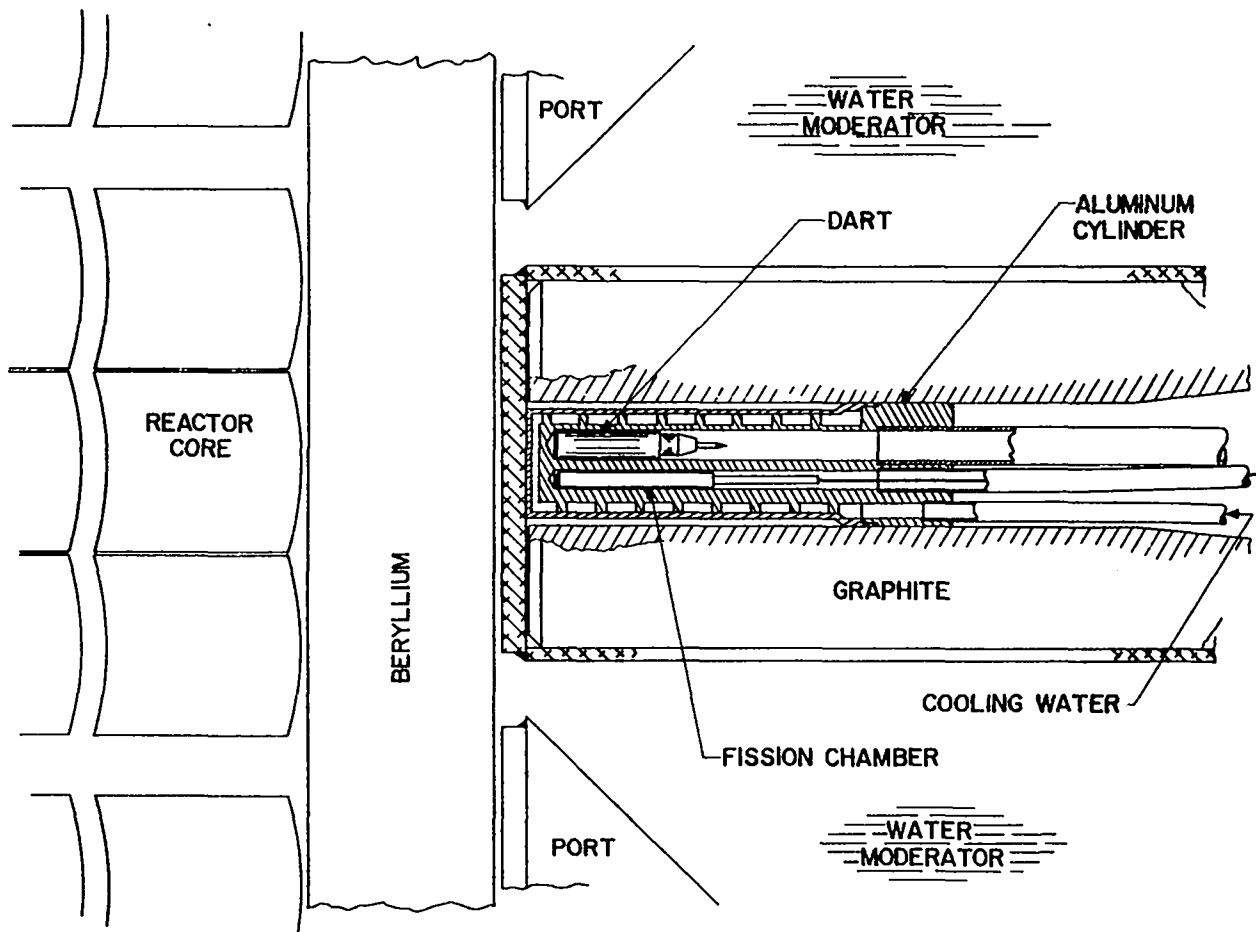 PORT
WATER
MODERATOR
DART
ALUMINUM
CYLINDER
REACTOR
CORE
BERYLLIUM
GRAPHITE
COOLING WATER
FISSION CHAMBER
PORT
WATER
MODERATOR